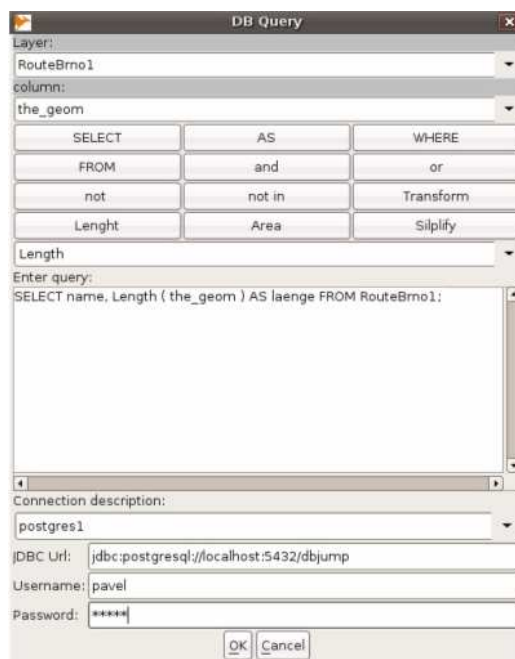 DB Query
Layer:
RouteBrno1
column:
the_geom
SELECT AS WHERE
FROM and or
not not in Transform
Lenght Area Silplify
Length
Enter query:
SELECT name, Length ( the_geom ) AS laenge FROM RouteBrno1;
Connection description:
postgres1
JDBC Url: jdbc:postgresql://localhost:5432/dbjump
Username: pavel
Password: *****
OK Cancel